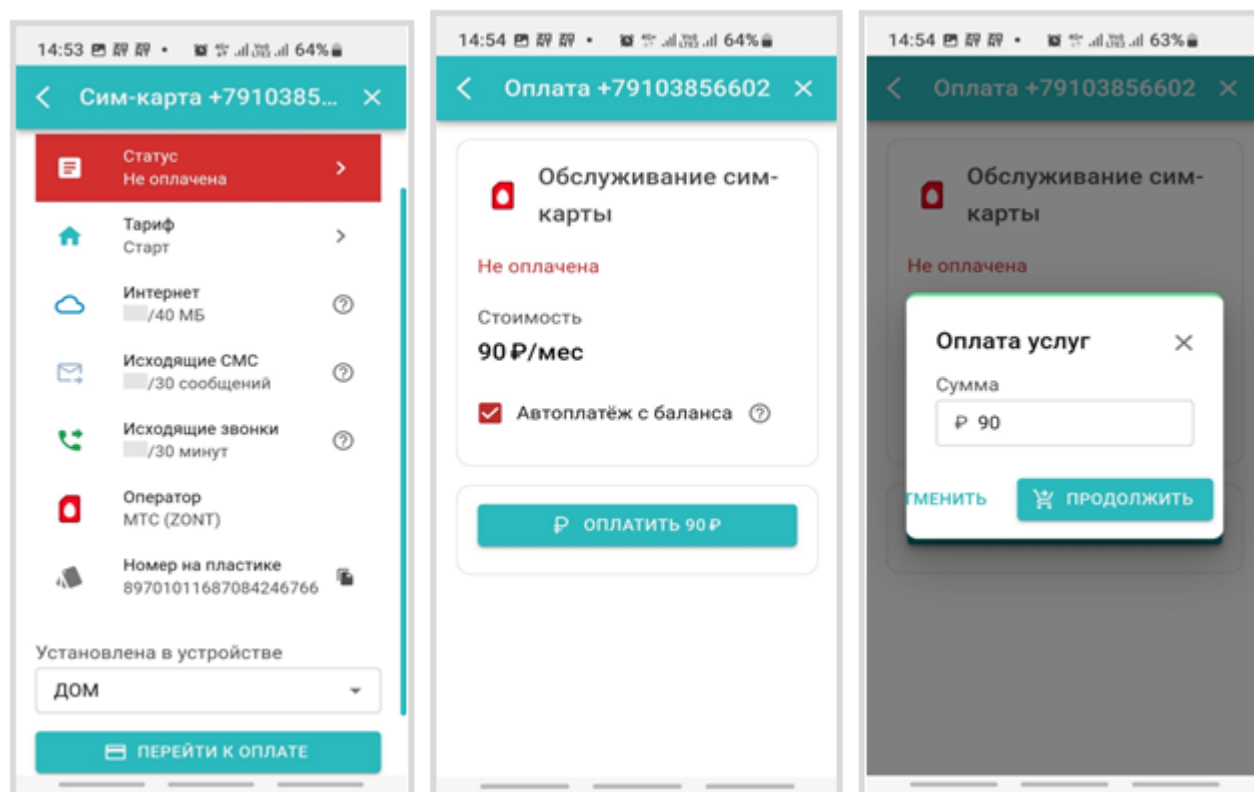 14:53
64%
Сим-карта +7910385...
Статус
Не оплачена
Тариф
Старт
Интернет
/40 МБ
Исходящие СМС
/30 сообщений
Исходящие звонки
/30 минут
Оператор
МТС (ZONT)
Номер на пластике
89701011687084246766
Установлена в устройстве
ДОМ
ПЕРЕЙТИ К ОПЛАТЕ
14:54
64%
Оплата +79103856602
Обслуживание сим-
карты
Не оплачена
Стоимость
90 ₽/мес
Автоплатёж с баланса
₽ ОПЛАТИТЬ 90 ₽
14:54
63%
Оплата +79103856602
Обслуживание сим-
карты
Не оплачена
Оплата услуг
Сумма
₽ 90
ТМЕНИТЬ
ПРОДОЛЖИТЬ